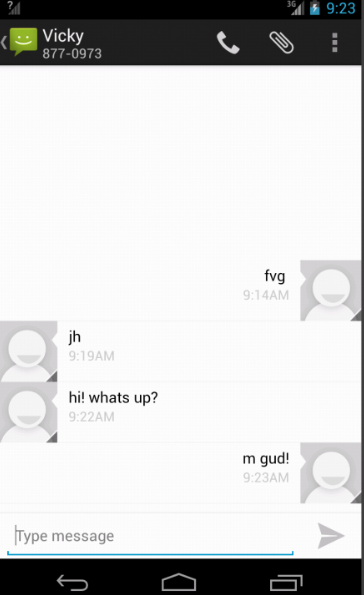 3G 9:23
Vicky
877-0973
fvg
9:14AM
jh
9:19AM
hi! whats up?
9:22AM
m gud!
9:23AM
Type message